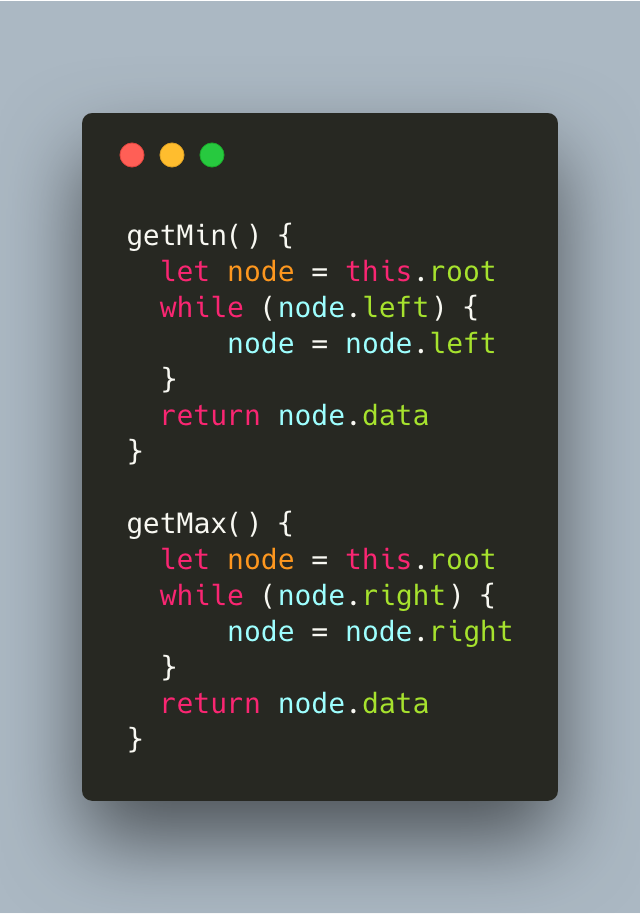 getMin() {
  let node = this.root
  while (node.left) {
      node = node.left
  }
  return node.data
}

getMax() {
  let node = this.root
  while (node.right) {
      node = node.right
  }
  return node.data
}